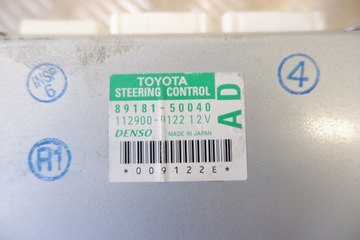 INSP
6
4
R1
TOYOTA
STEERING CONTROL
89181-50040
112900-9122 12V
DENSO MADE IN JAPAN
AD
*009122E*